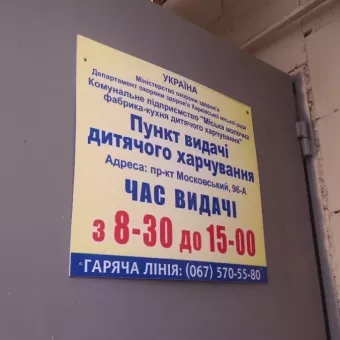 УКРАЇНА
Міністерство охорони здоров'я
Департамент охорони здоров'я Харківської міської ради
Комунальне підприємство "Міська молочна
фабрика-кухня дитячого харчування"
Пункт видачі
дитячого харчування
Адреса: пр-кт Московський, 96-А
ЧАС ВИДАЧІ
з 8-30 до 15-00
ГАРЯЧА ЛІНІЯ: (067) 570-55-80